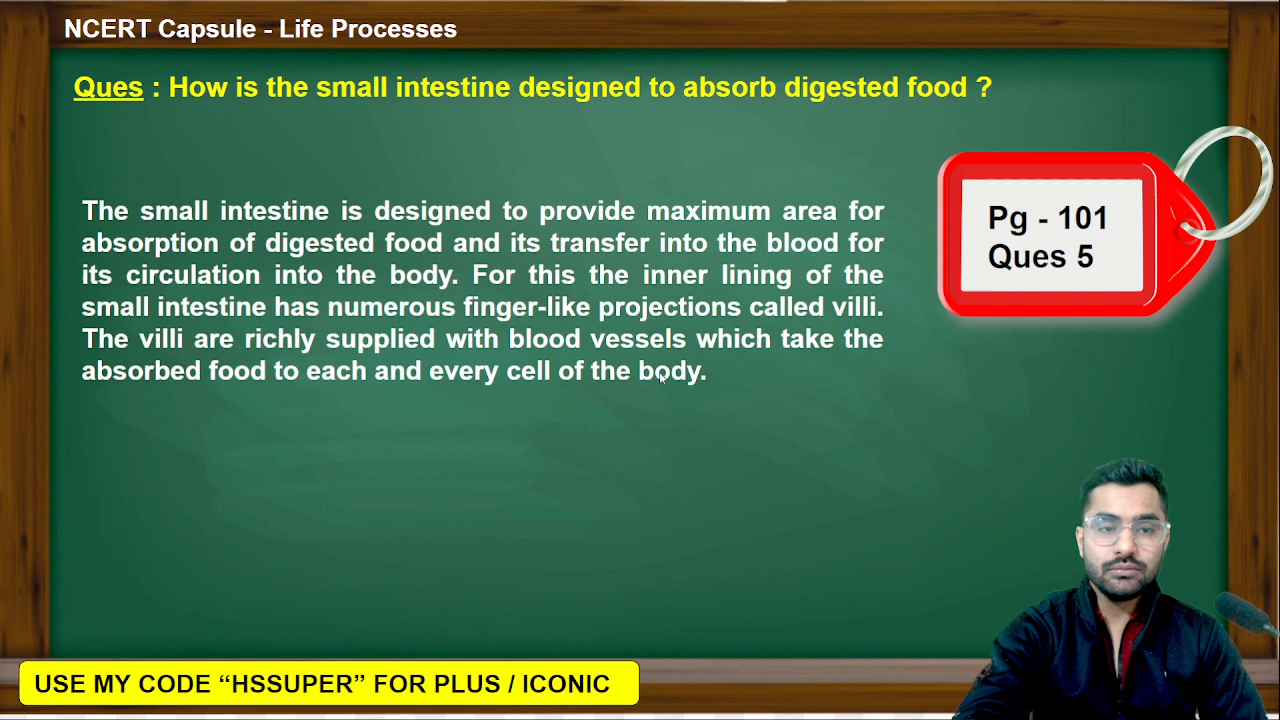 NCERT Capsule - Life Processes
Ques : How is the small intestine designed to absorb digested food ?
The small intestine is designed to provide maximum area for
absorption of digested food and its transfer into the blood for
its circulation into the body. For this the inner lining of the
small intestine has numerous finger-like projections called villi.
The villi are richly supplied with blood vessels which take the
absorbed food to each and every cell of the body.
Pg - 101
Ques 5
USE MY CODE “HSSUPER” FOR PLUS / ICONIC